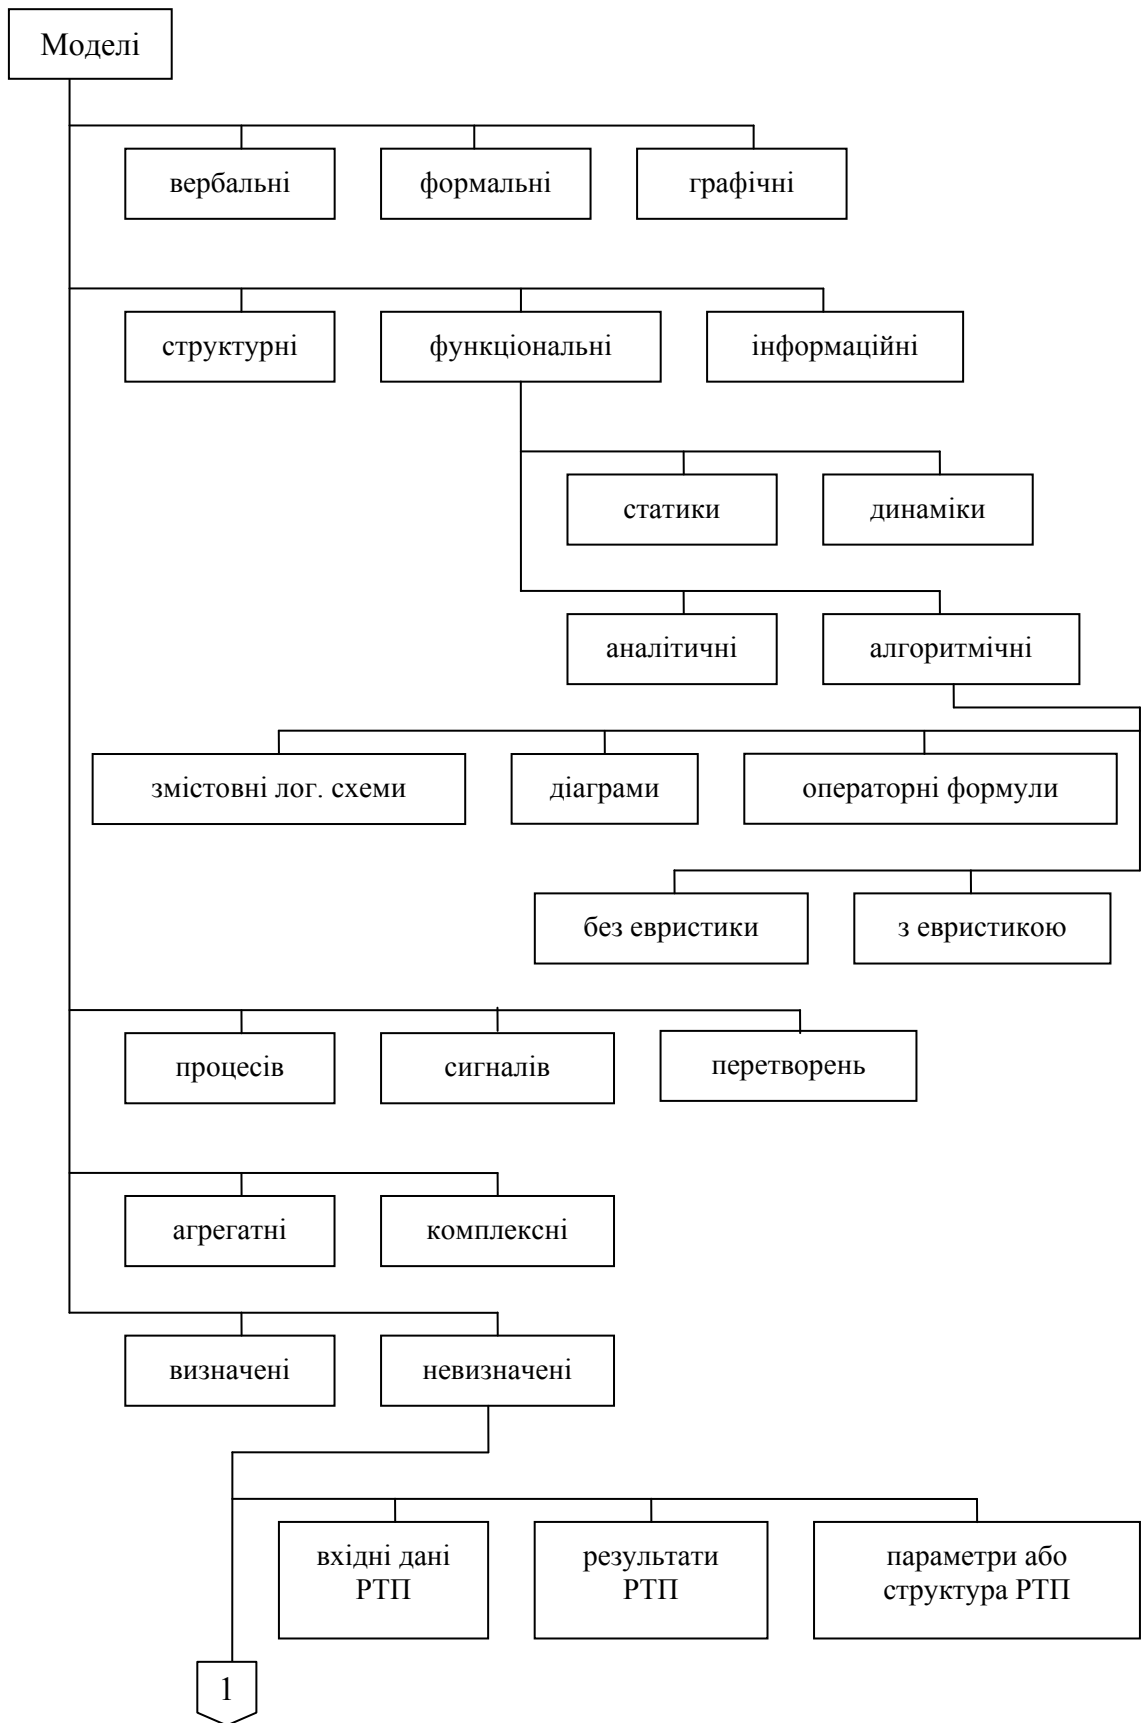 Моделі
вербальні
формальні
графічні
структурні
функціональні
інформаційні
статики
динаміки
аналітичні
алгоритмічні
змістовні лог. схеми
діаграми
операторні формули
без евристики
з евристикою
процесів
сигналів
перетворень
агрегатні
комплексні
визначені
невизначені
вхідні дані
РТП
результати
РТП
параметри або
структура РТП
1